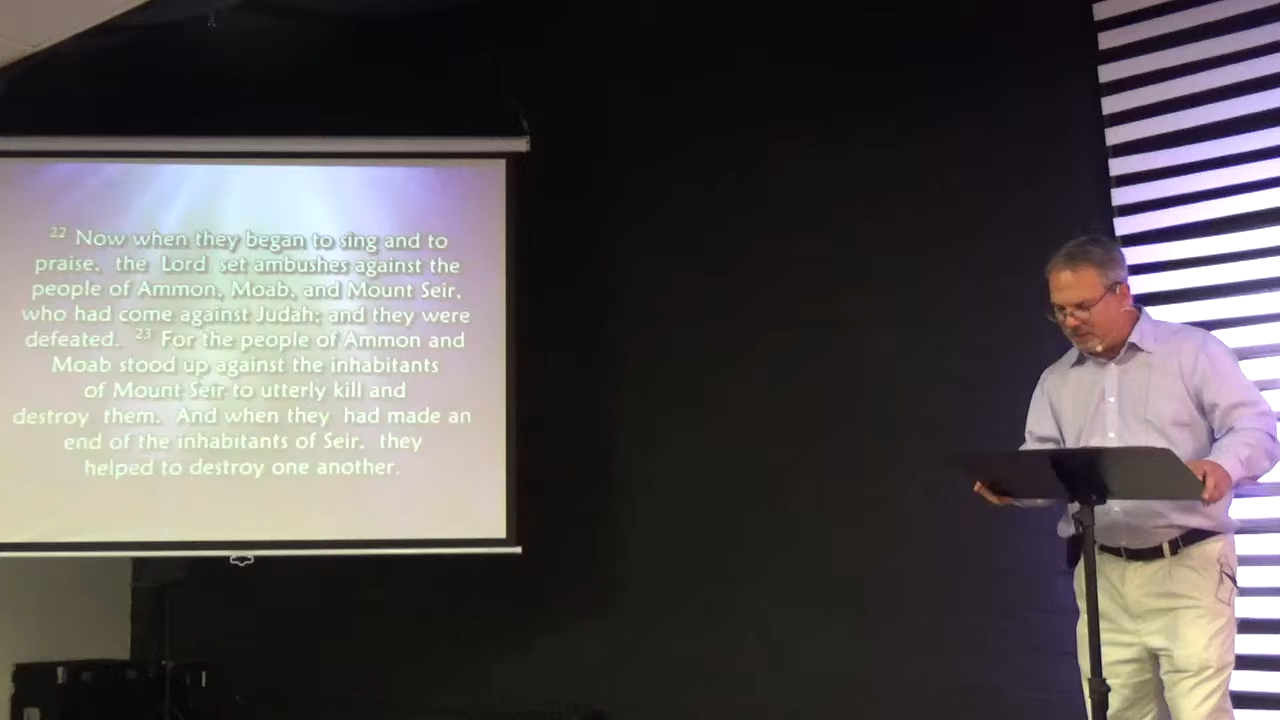 22 Now when they began to sing and to
praise, the Lord set ambushes against the
people of Ammon, Moab, and Mount Seir,
who had come against Judah; and they were
defeated. 23 For the people of Ammon and
Moab stood up against the inhabitants
of Mount Seir to utterly kill and
destroy them. And when they had made an
end of the inhabitants of Seir, they
helped to destroy one another.